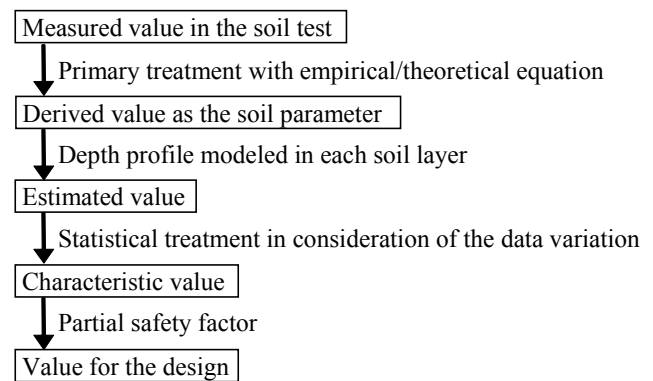 Measured value in the soil test
Primary treatment with empirical/theoretical equation
Derived value as the soil parameter
Depth profile modeled in each soil layer
Estimated value
Statistical treatment in consideration of the data variation
Characteristic value
Partial safety factor
Value for the design